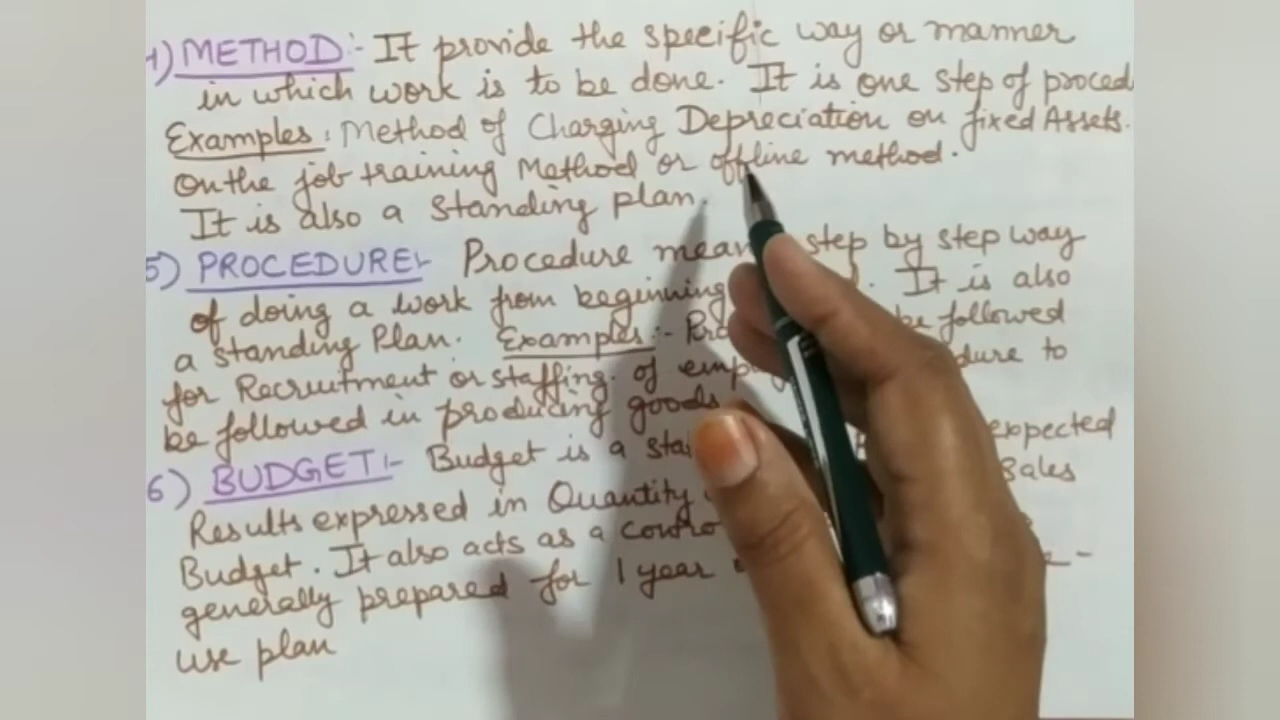 4) METHOD:- It provide the specific way or manner
in which work is to be done. It is one step of proced
Examples: Method of Charging Depreciation on fixed Assets.
On the job training Method or offline method.
It is also a standing plan.
5) PROCEDURE:- Procedure means step by step way
of doing a work from beginning . It is also
a standing Plan. Examples:- be followed
for Recruitment or staffing. of to
be followed in producing goods
6) BUDGET:- Budget is a expected
Results expressed in Quantity Sales
Budget. It also acts as a
generally prepared for 1 year
use plan